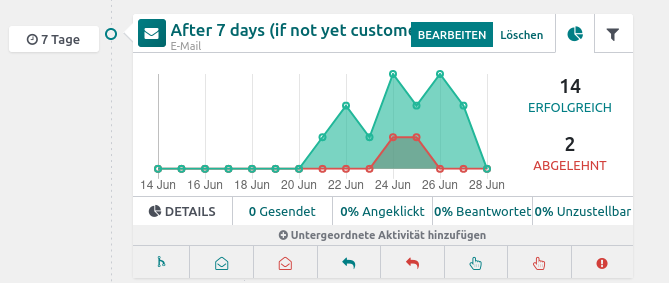 7 Tage
After 7 days (if not yet custome
BEARBEITEN
Löschen
E-Mail
14
ERFOLGREICH
2
ABGELEHNT
14 Jun 16 Jun 18 Jun 20 Jun 22 Jun 24 Jun 26 Jun 28 Jun
DETAILS
0 Gesendet
0% Angeklickt
0% Beantwortet
0% Unzustellbar
Untergeordnete Aktivität hinzufügen